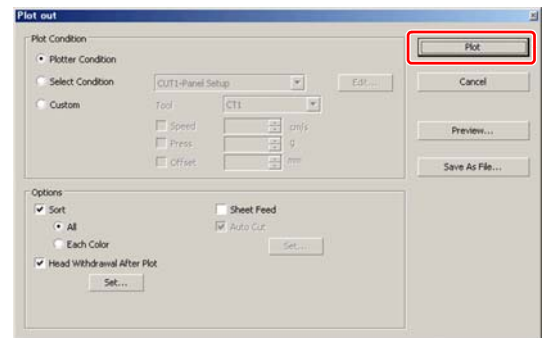 Plot out
Plot Condition
Plotter Condition
Select Condition
CUT1-Panel Setup
Edit...
Custom
Tool
CT1
Speed
cm/s
Press
g
Offset
mm
Plot
Cancel
Preview...
Save As File...
Options
Sort
Sheet Feed
All
Auto Cut
Each Color
Set...
Head Withdrawal After Plot
Set...